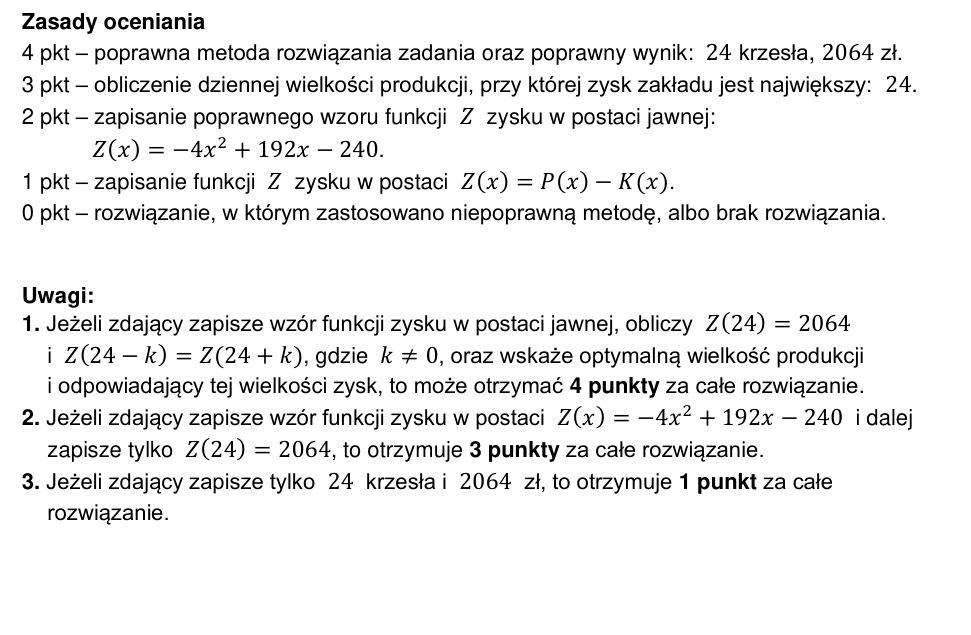 Zasady oceniania
4 pkt – poprawna metoda rozwiązania zadania oraz poprawny wynik: 24 krzesła, 2064 zł.
3 pkt – obliczenie dziennej wielkości produkcji, przy której zysk zakładu jest największy: 24.
2 pkt – zapisanie poprawnego wzoru funkcji Z zysku w postaci jawnej:
Z(x) = −4x² + 192x − 240.
1 pkt – zapisanie funkcji Z zysku w postaci Z(x) = P(x) − K(x).
0 pkt – rozwiązanie, w którym zastosowano niepoprawną metodę, albo brak rozwiązania.
Uwagi:
1. Jeżeli zdający zapisze wzór funkcji zysku w postaci jawnej, obliczy Z(24) = 2064
i Z(24 − k) = Z(24 + k), gdzie k ≠ 0, oraz wskaże optymalną wielkość produkcji
i odpowiadający tej wielkości zysk, to może otrzymać 4 punkty za całe rozwiązanie.
2. Jeżeli zdający zapisze wzór funkcji zysku w postaci Z(x) = −4x² + 192x − 240 i dalej
zapisze tylko Z(24) = 2064, to otrzymuje 3 punkty za całe rozwiązanie.
3. Jeżeli zdający zapisze tylko 24 krzesła i 2064 zł, to otrzymuje 1 punkt za całe
rozwiązanie.